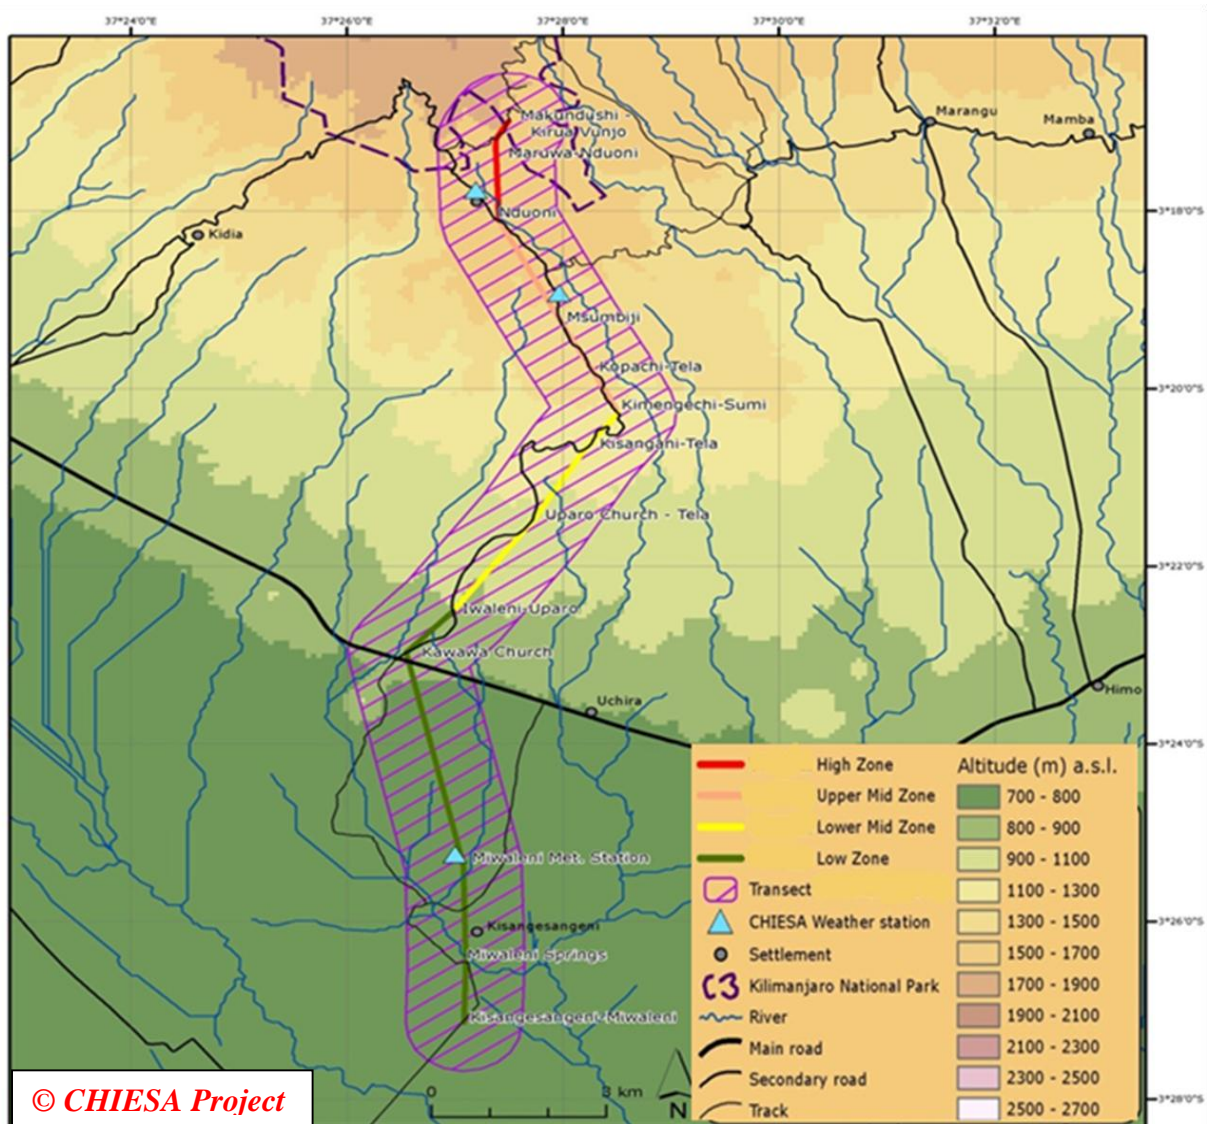 37°24'0"E
37°26'0"E
37°28'0"E
37°30'0"E
37°32'0"E
Makundushi -
Kirua Vunjo
Maruwa-Nduoni
Marangu
Mamba
Nduoni
3°18'0"S
Kidia
Msumbiji
Kopachi-Tela
3°20'0"S
Kimengechi-Sumi
Kisangani-Tela
Uparo Church - Tela
3°22'0"S
Iwaleni-Uparo
Kawawa Church
Uchira
Himo
3°24'0"S
Miwaleni Met. Station
Kisangesangeni
3°26'0"S
Miwaleni Springs
Kisangesangeni-Miwaleni
3°28'0"S
High Zone
Upper Mid Zone
Lower Mid Zone
Low Zone
Transect
CHIESA Weather station
Settlement
Kilimanjaro National Park
River
Main road
Secondary road
Track
Altitude (m) a.s.l.
700 - 800
800 - 900
900 - 1100
1100 - 1300
1300 - 1500
1500 - 1700
1700 - 1900
1900 - 2100
2100 - 2300
2300 - 2500
2500 - 2700
0
3 km
N
© CHIESA Project